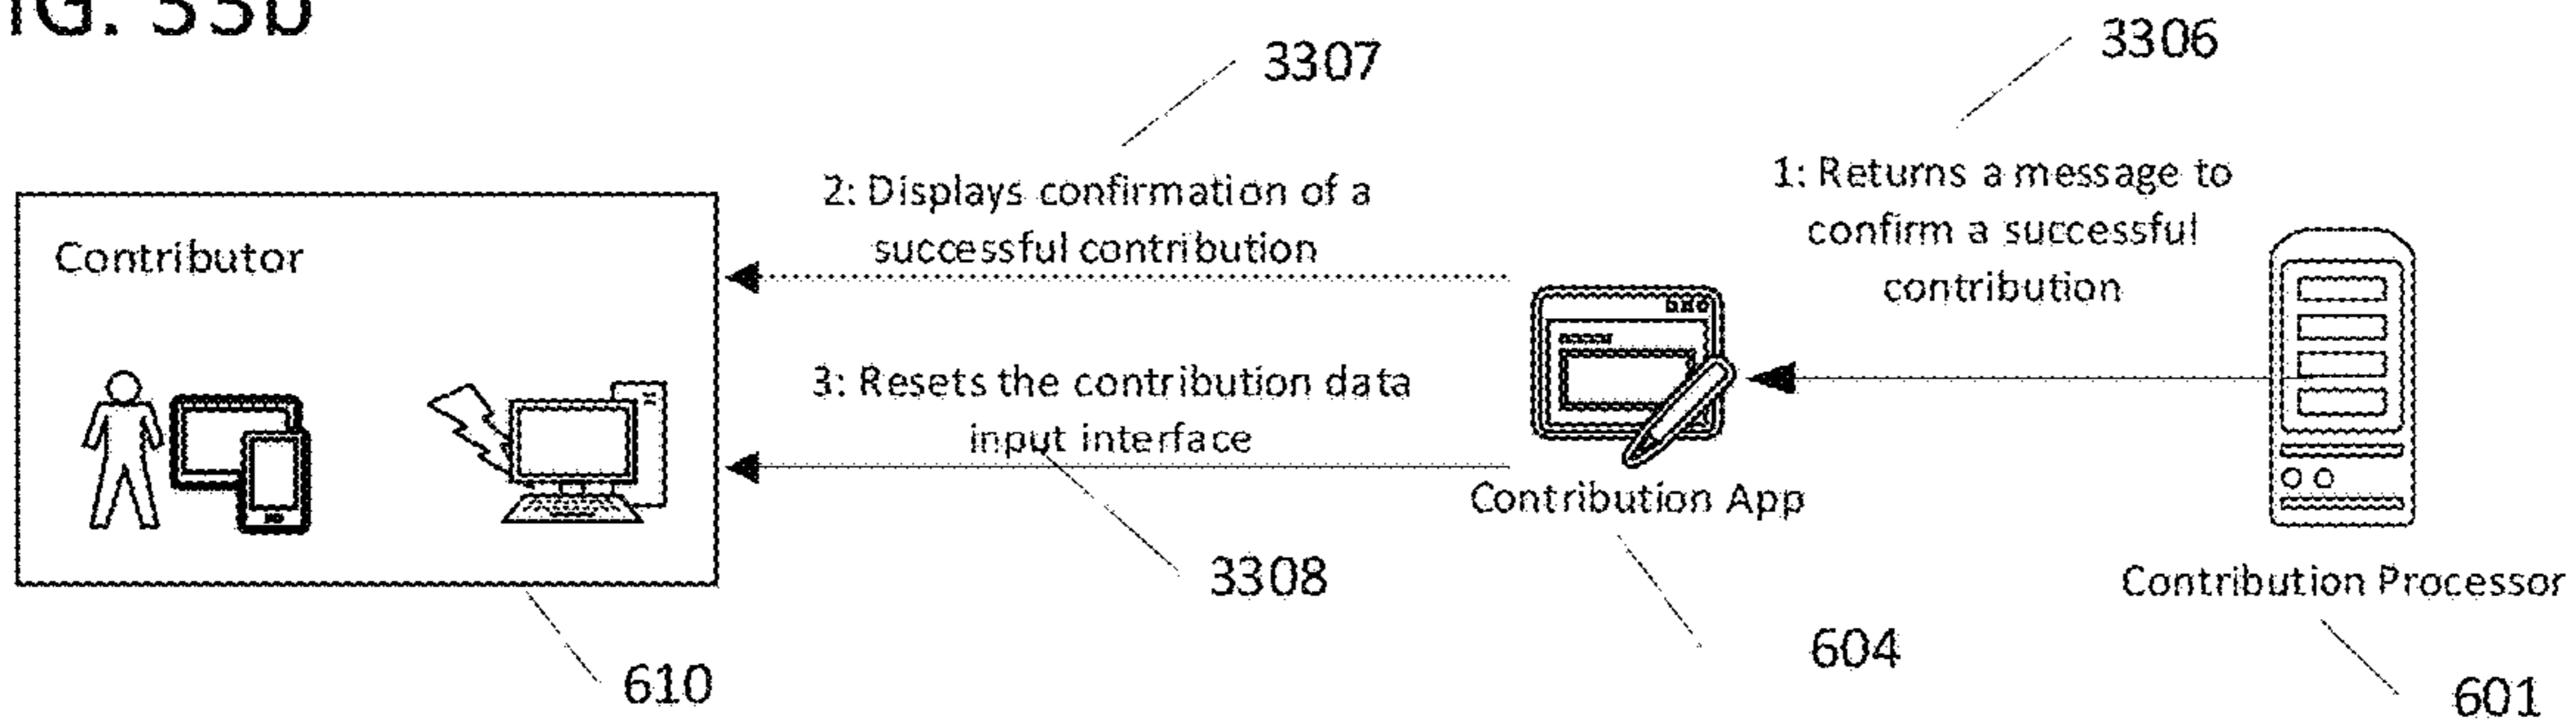 FIG. 33b
3307
3306
2: Displays confirmation of a
successful contribution
1: Returns a message to
confirm a successful
contribution
Contributor
3: Resets the contribution data
input interface
Contribution App
3308
Contribution Processor
604
610
601